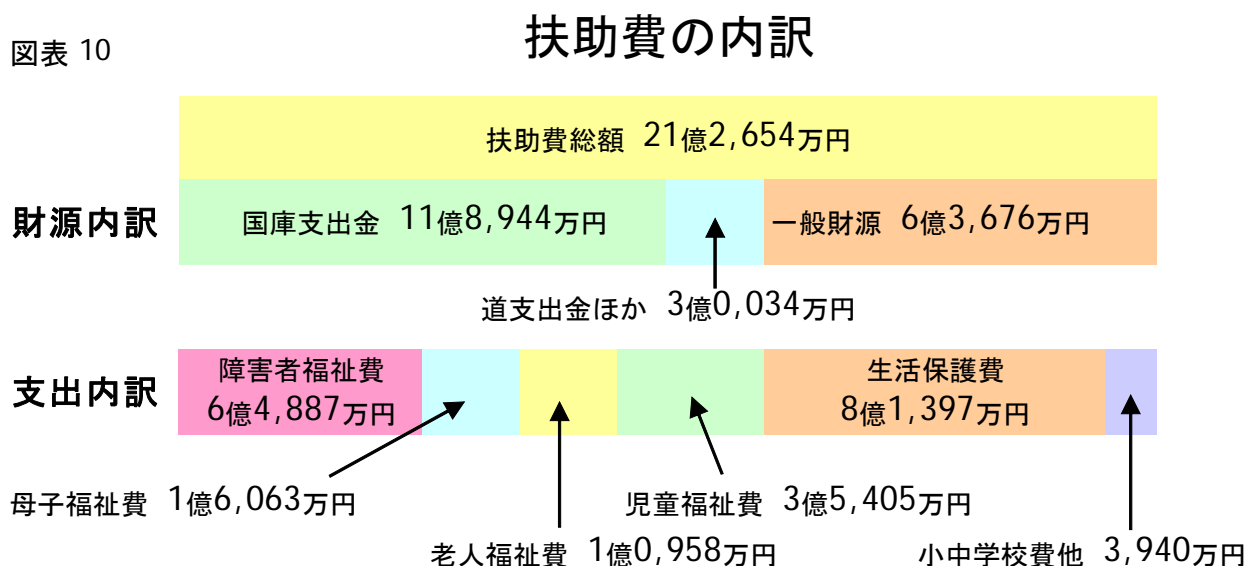 図表 10
扶助費の内訳
扶助費総額 21億2,654万円
財源内訳
国庫支出金 11億8,944万円
一般財源 6億3,676万円
道支出金ほか 3億0,034万円
支出内訳
障害者福祉費
6億4,887万円
生活保護費
8億1,397万円
母子福祉費 1億6,063万円
児童福祉費 3億5,405万円
老人福祉費 1億0,958万円
小中学校費他 3,940万円